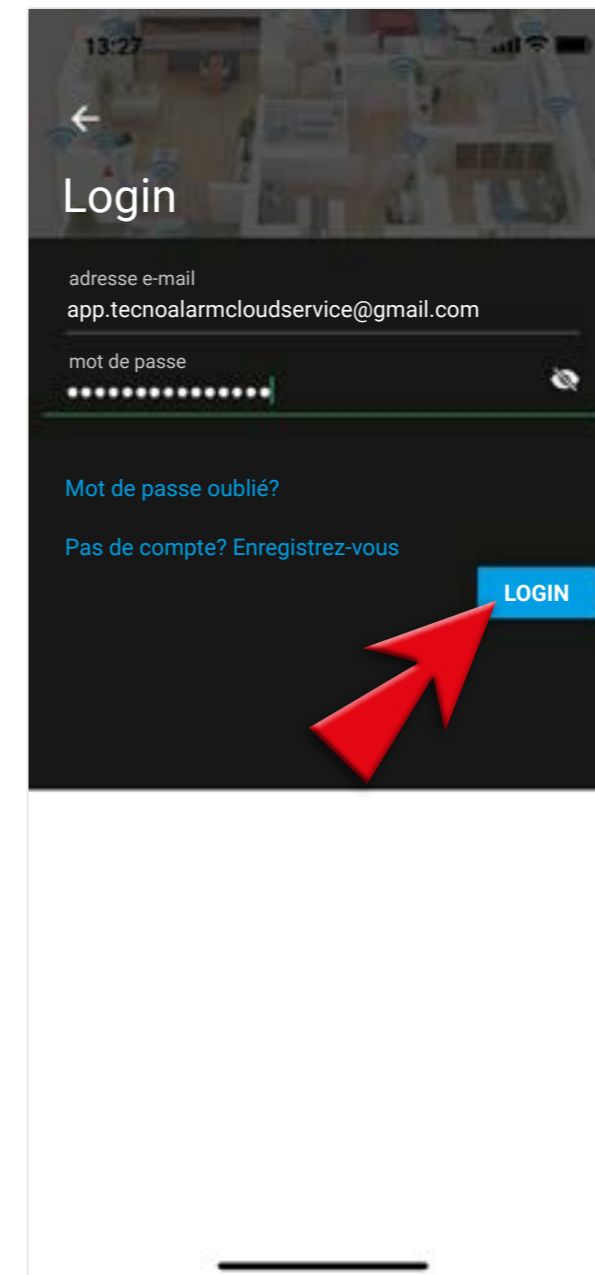 13:27
Login
adresse e-mail
app.tecnoalarmcloudservice@gmail.com
mot de passe
•••••••••••••••
Mot de passe oublié?
Pas de compte? Enregistrez-vous
LOGIN